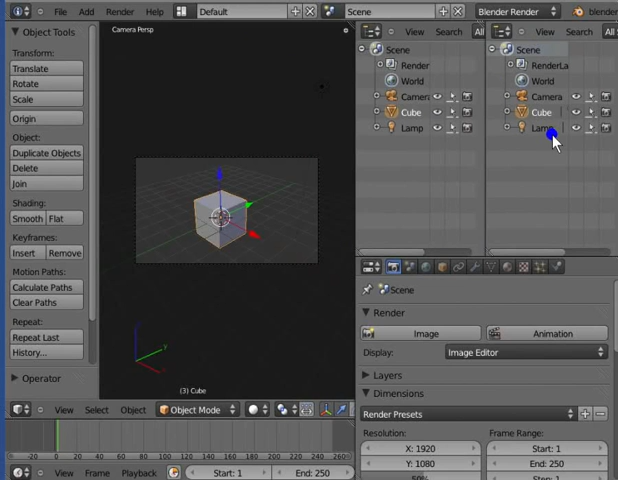 Add Render Help Default Scene Blender Render blender
Object Tools
Transform:
Translate
Rotate
Scale
Origin
Object:
Duplicate Objects
Delete
Join
Shading:
Smooth Flat
Keyframes:
Insert Remove
Motion Paths:
Calculate Paths
Clear Paths
Repeat:
Repeat Last
History...
Operator
Camera Persp
(3) Cube
View Select Object Object Mode
-20 0 20 40 60 80 100 120 140 160 180 200 220 240 260
View Frame Playback Start: 1 End: 250
View Search
Scene
Render
World
Camera
Cube
Lamp
View Search All
Scene
RenderLa
World
Camera
Cube
Lam
Scene
Render
Image Animation
Display: Image Editor
Layers
Dimensions
Render Presets
Resolution: Frame Range:
X: 1920 Start: 1
Y: 1080 End: 250
50% Step: 1